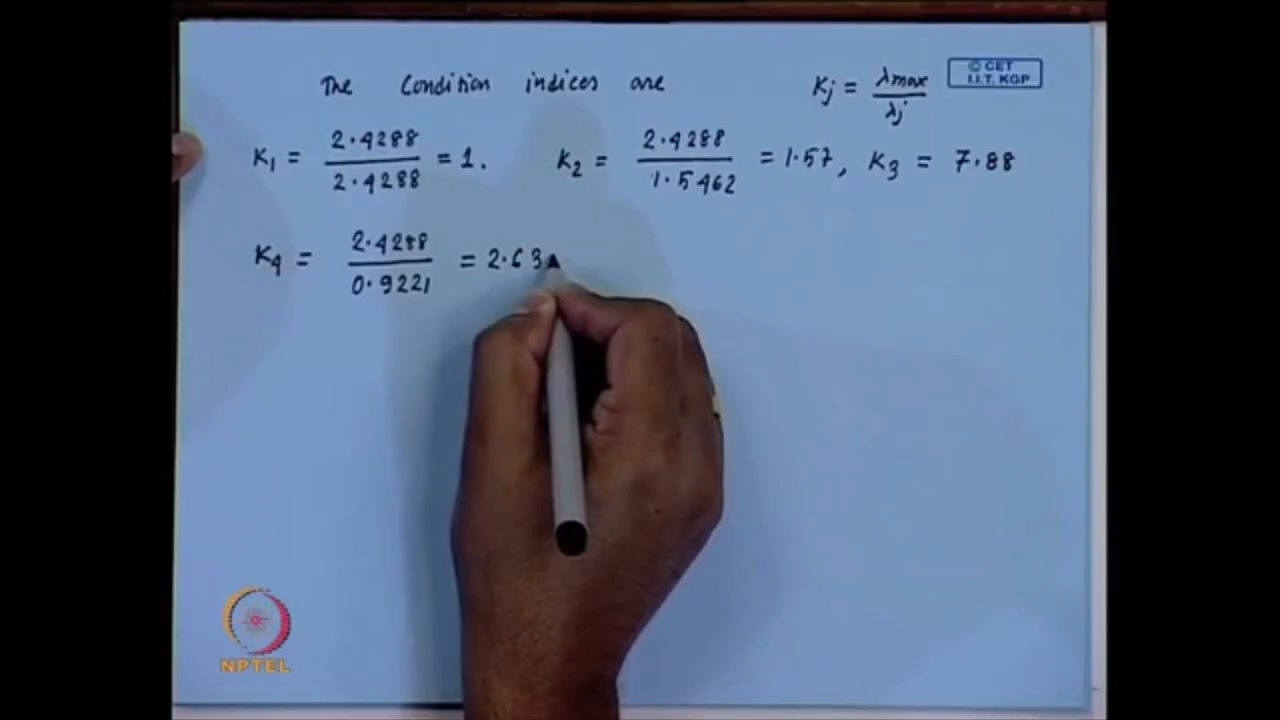 The Condition indices are Kj = λmax / λj
© CET
I.I.T. KGP
K1 = 2.4288 / 2.4288 = 1. K2 = 2.4288 / 1.5462 = 1.57, K3 = 7.88
K4 = 2.4288 / 0.9221 = 2.63
NPTEL